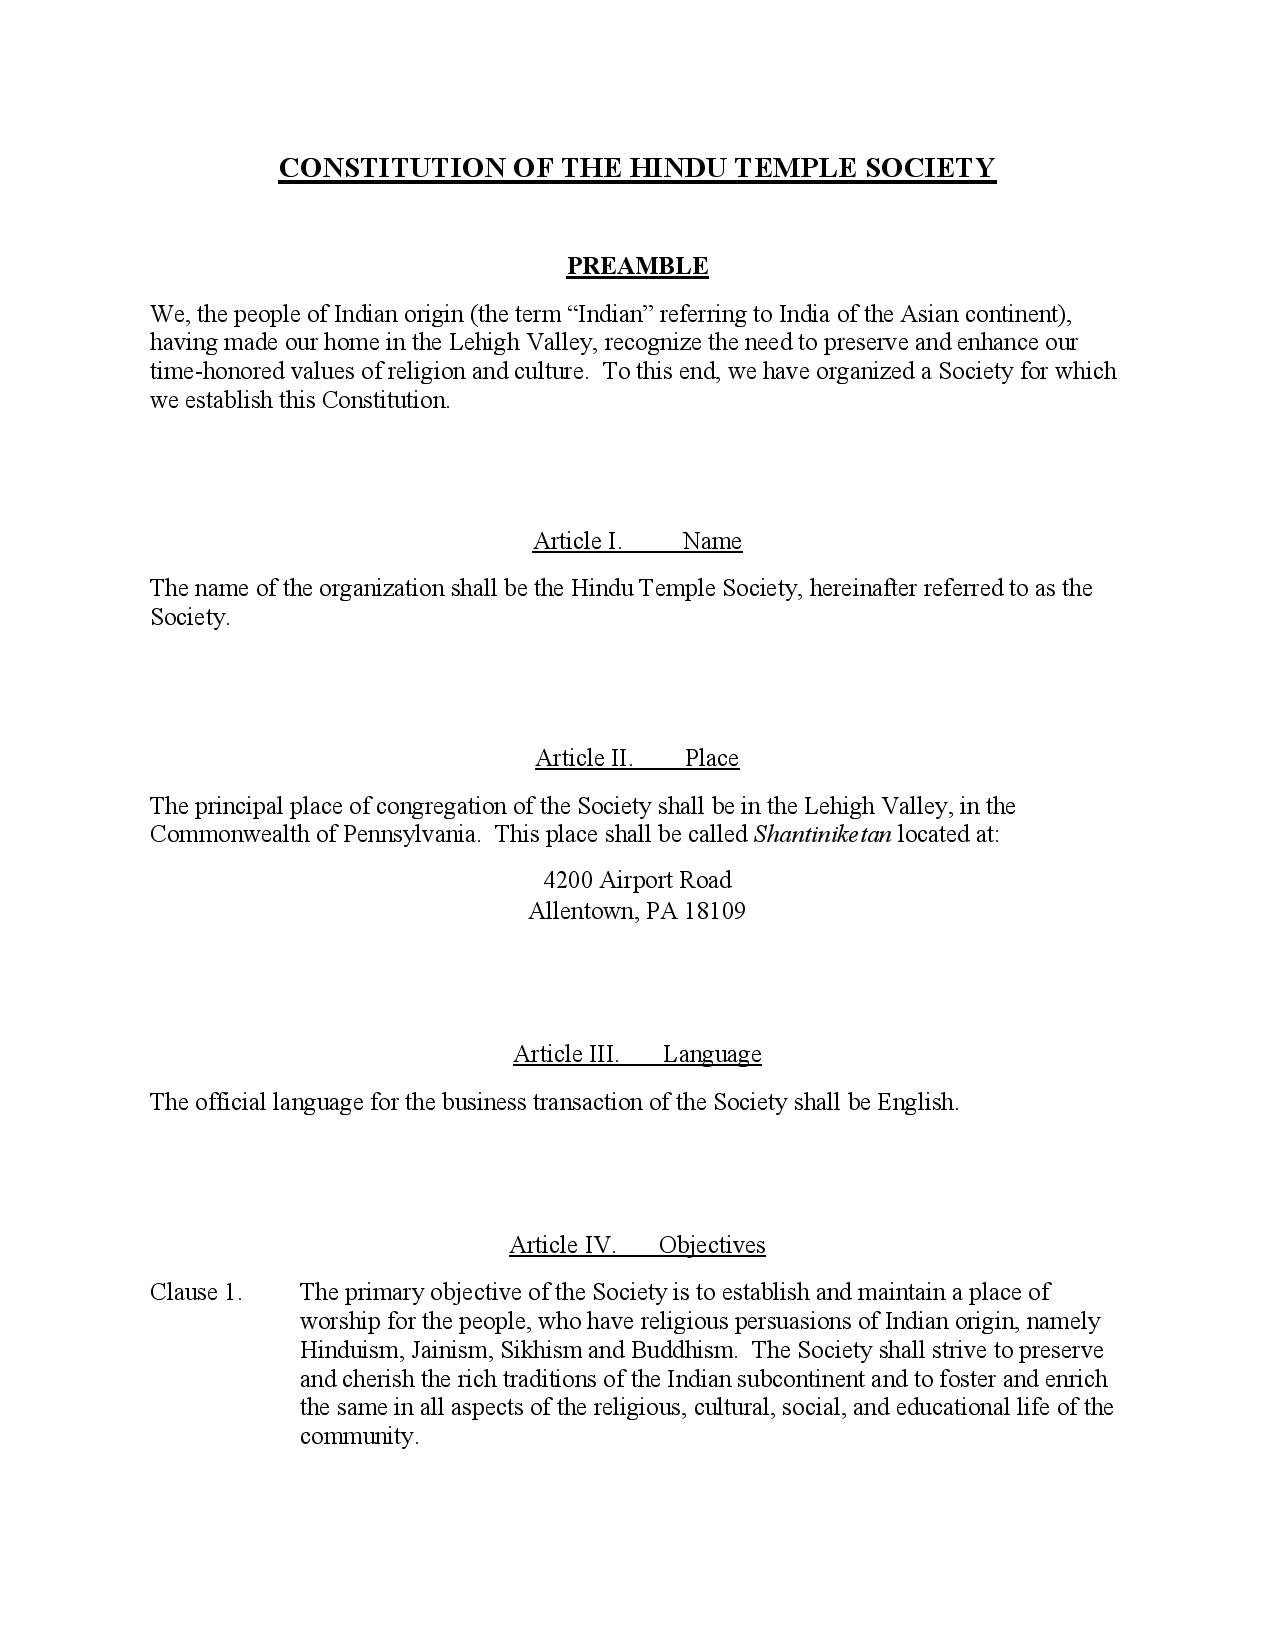 CONSTITUTION OF THE HINDU TEMPLE SOCIETY
PREAMBLE
We, the people of Indian origin (the term “Indian” referring to India of the Asian continent),
having made our home in the Lehigh Valley, recognize the need to preserve and enhance our
time-honored values of religion and culture.  To this end, we have organized a Society for which
we establish this Constitution.
Article I. Name
The name of the organization shall be the Hindu Temple Society, hereinafter referred to as the
Society.
Article II. Place
The principal place of congregation of the Society shall be in the Lehigh Valley, in the
Commonwealth of Pennsylvania.  This place shall be called Shantiniketan located at:
4200 Airport Road
Allentown, PA 18109
Article III. Language
The official language for the business transaction of the Society shall be English.
Article IV. Objectives
Clause 1. The primary objective of the Society is to establish and maintain a place of
worship for the people, who have religious persuasions of Indian origin, namely
Hinduism, Jainism, Sikhism and Buddhism.  The Society shall strive to preserve
and cherish the rich traditions of the Indian subcontinent and to foster and enrich
the same in all aspects of the religious, cultural, social, and educational life of the
community.